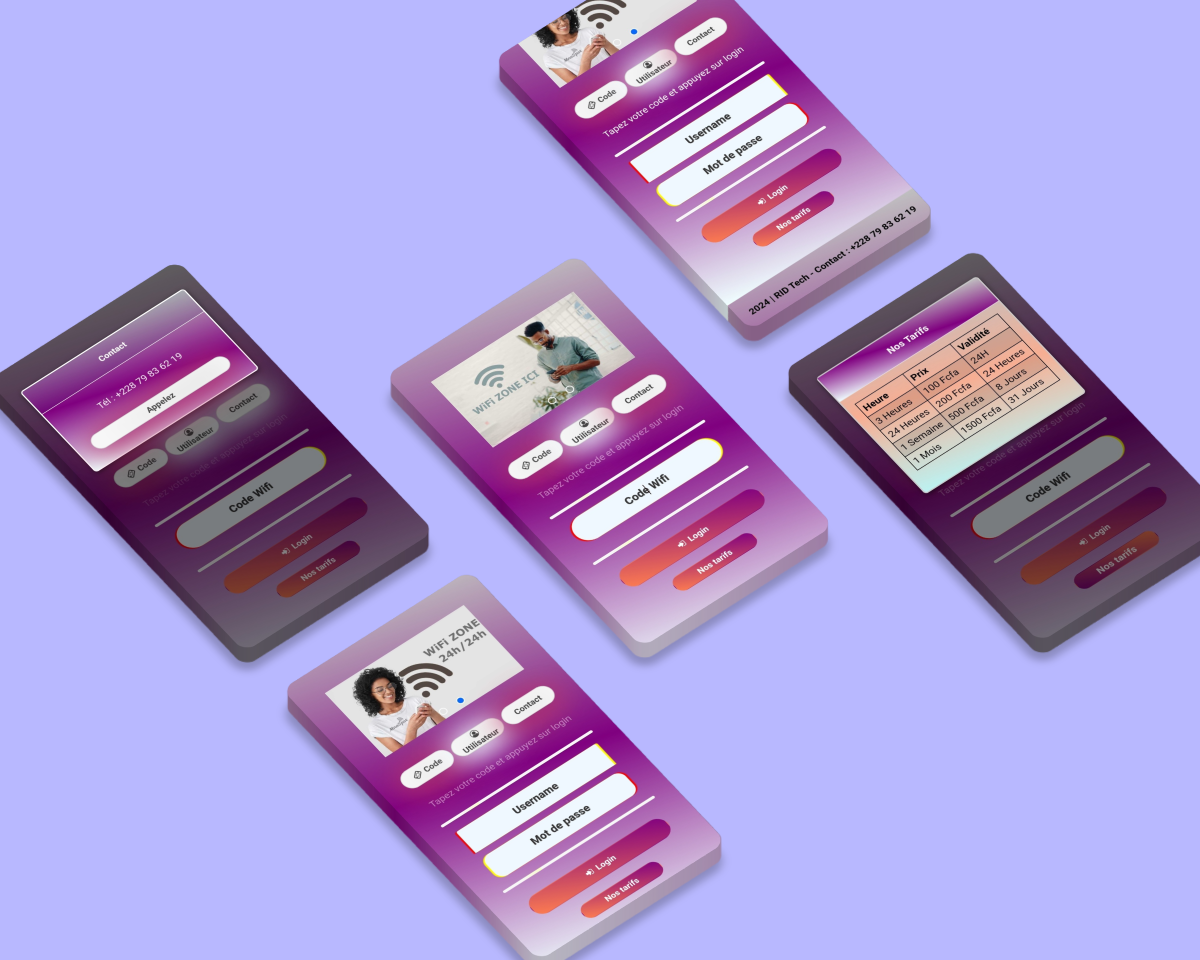 Code
Utilisateur
Contact
Tapez votre code et appuyez sur login
Username
Mot de passe
Login
Nos tarifs
2024 | RID Tech - Contact : +228 79 83 62 19
Contact
Tél : +228 79 83 62 19
Appelez
Code
Utilisateur
Contact
Tapez votre code et appuyez sur login
Code Wifi
Login
Nos tarifs
WiFi ZONE ICI
Code
Utilisateur
Contact
Tapez votre code et appuyez sur login
Code Wifi
Login
Nos tarifs
Nos Tarifs
Heure Prix Validité
3 Heures 100 Fcfa 24H
24 Heures 200 Fcfa 24 Heures
1 Semaine 500 Fcfa 8 Jours
1 Mois 1500 Fcfa 31 Jours
Tapez votre code et appuyez sur login
Code Wifi
Login
Nos tarifs
WiFi ZONE
24h/24h
Code
Utilisateur
Contact
Tapez votre code et appuyez sur login
Username
Mot de passe
Login
Nos tarifs